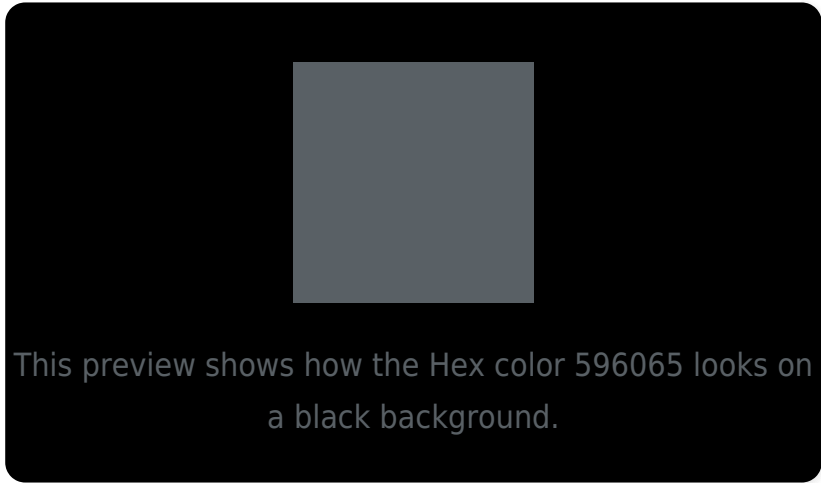 This preview shows how the Hex color 596065 looks on
a black background.